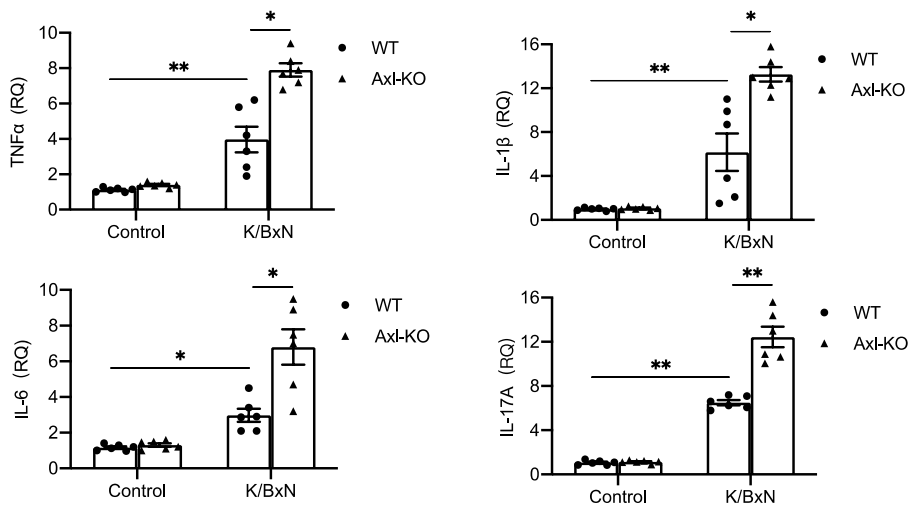 TNFα (RQ)
10
8
6
4
2
0
**
*
WT
Axl-KO
Control
K/BxN
IL-1β (RQ)
16
12
8
4
0
**
*
WT
Axl-KO
Control
K/BxN
IL-6 (RQ)
10
8
6
4
2
0
*
*
WT
Axl-KO
Control
K/BxN
IL-17A (RQ)
16
12
8
4
0
**
**
WT
Axl-KO
Control
K/BxN